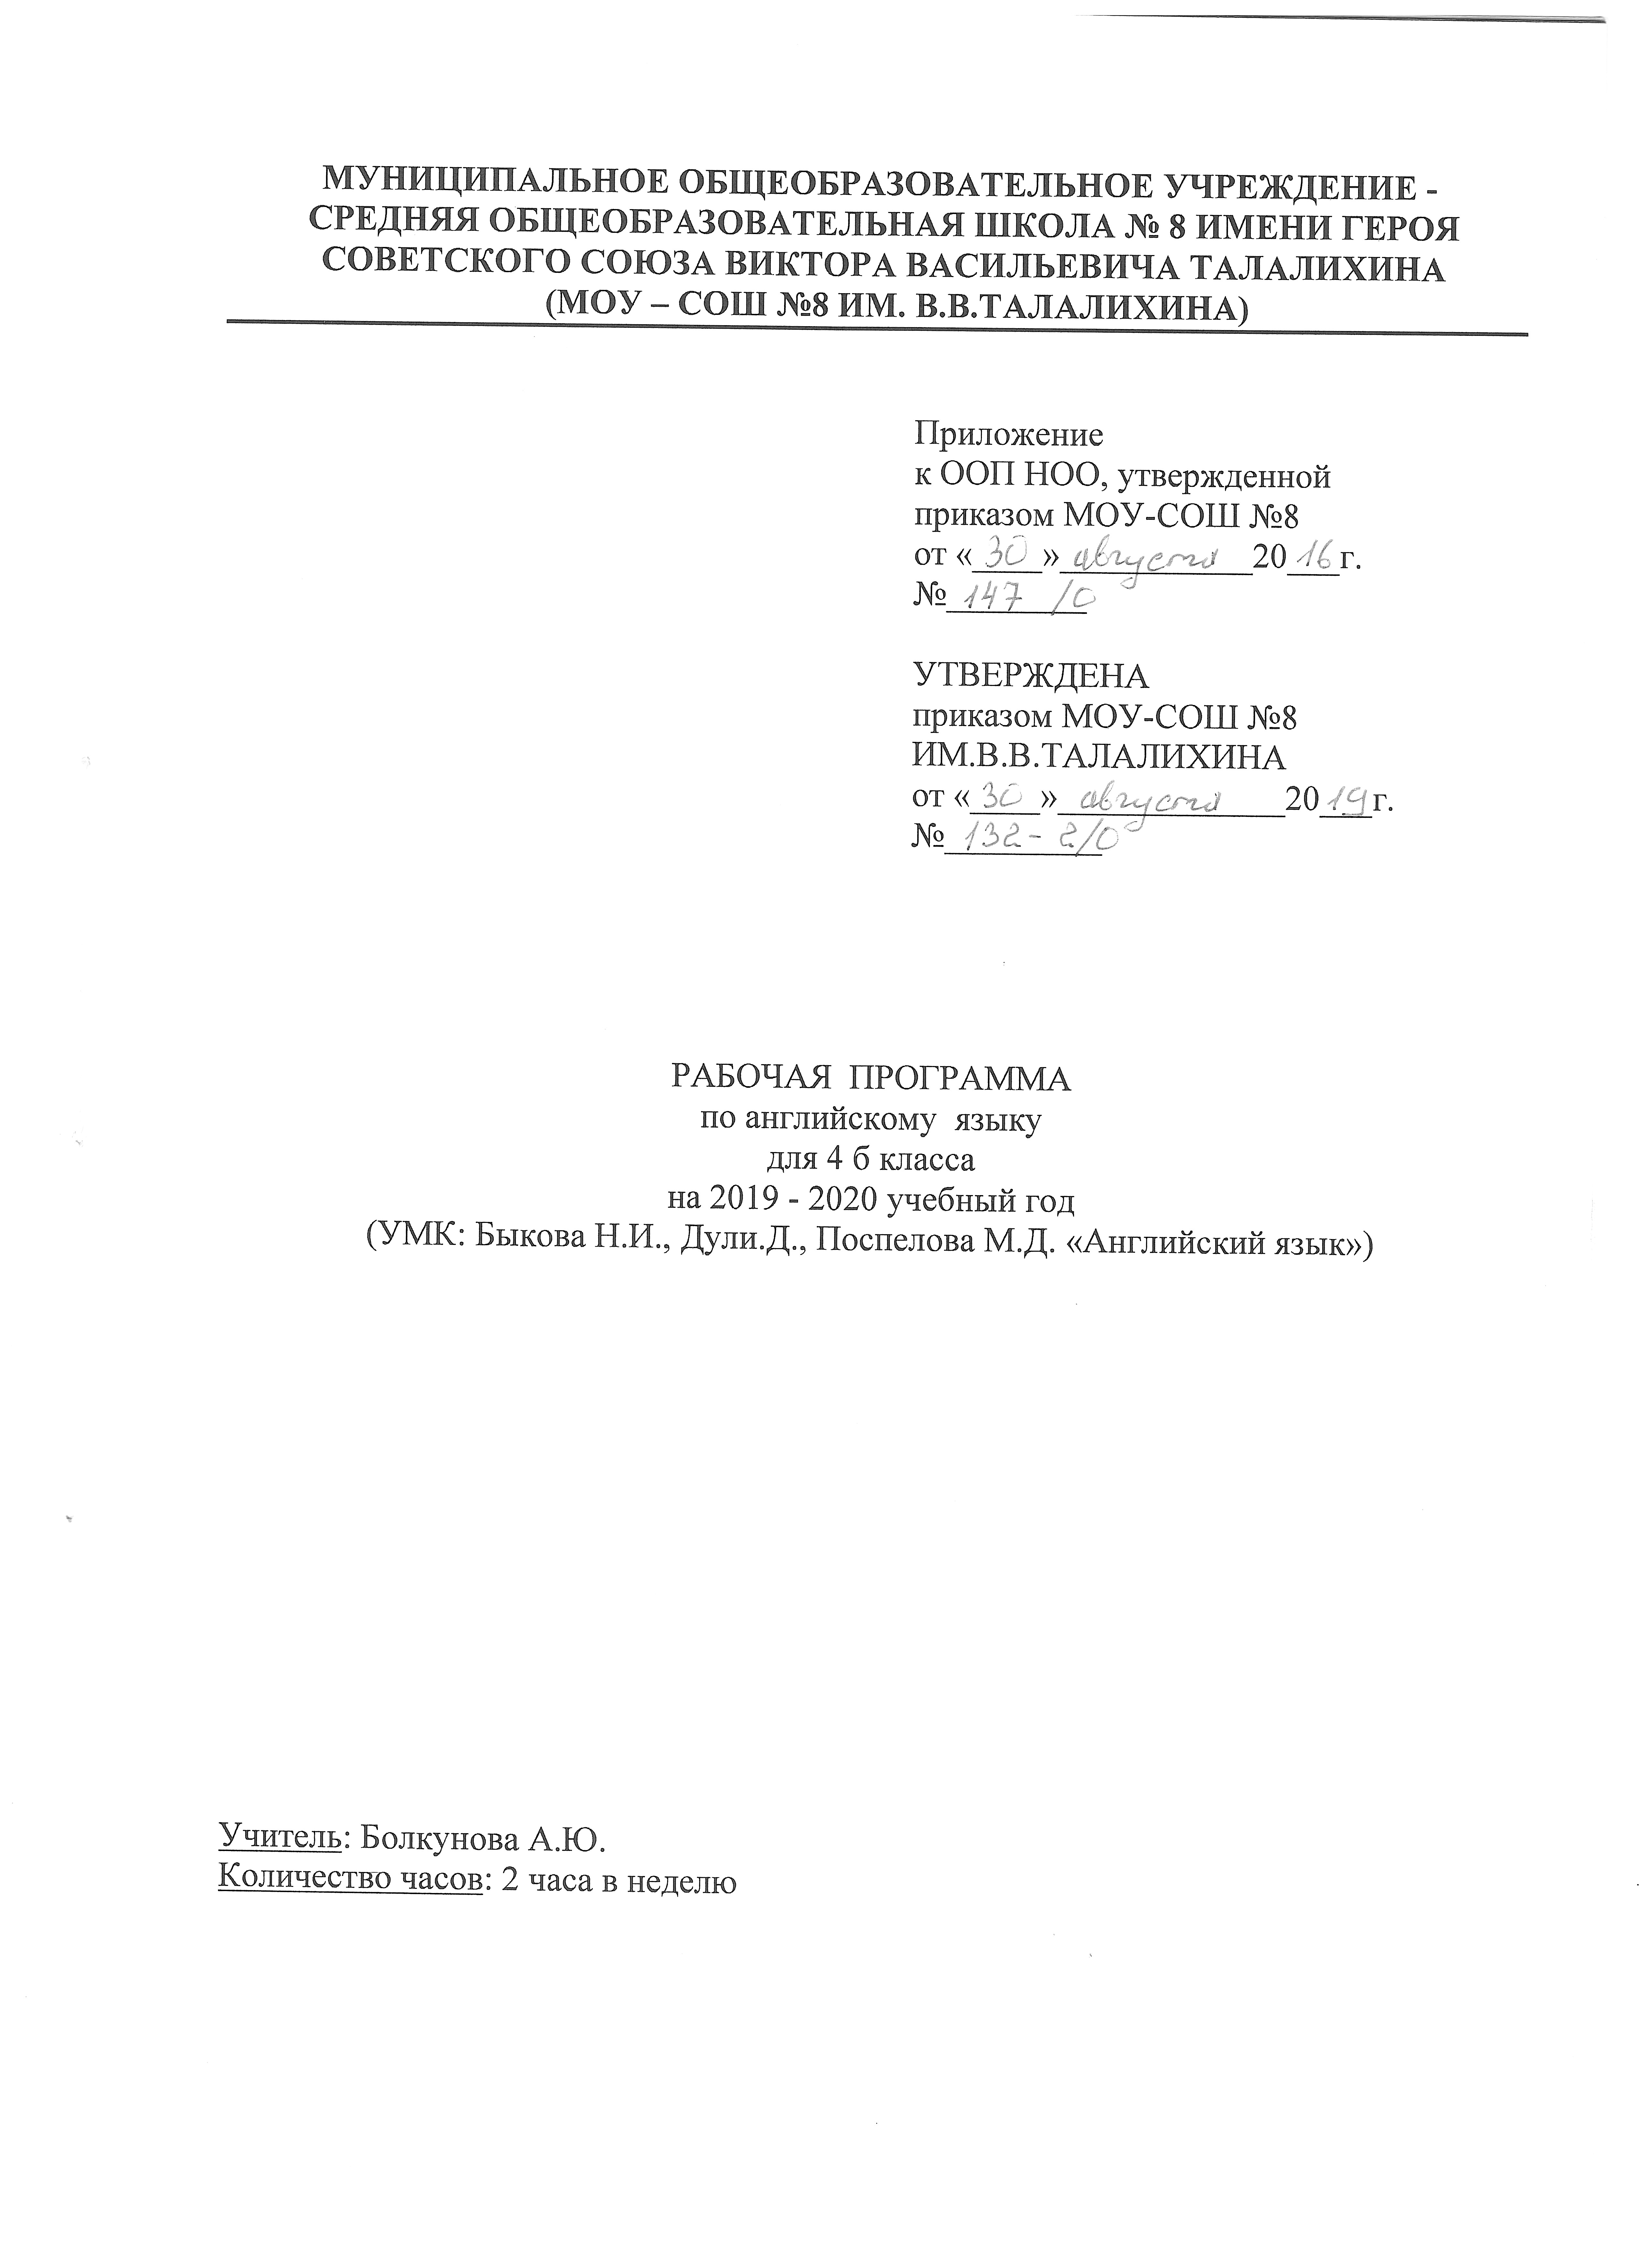 МУНИЦИПАЛЬНОЕ ОБЩЕОБРАЗОВАТЕЛЬНОЕ УЧРЕЖДЕНИЕ -
СРЕДНЯЯ ОБЩЕОБРАЗОВАТЕЛЬНАЯ ШКОЛА № 8 ИМЕНИ ГЕРОЯ
СОВЕТСКОГО СОЮЗА ВИКТОРА ВАСИЛЬЕВИЧА ТАЛАЛИХИНА
(МОУ – СОШ №8 ИМ. В.В.ТАЛАЛИХИНА)
Приложение
к ООП НОО, утвержденной
приказом МОУ-СОШ №8
от «30» августа 2016г.
№ 147 /О
УТВЕРЖДЕНА
приказом МОУ-СОШ №8
ИМ.В.В.ТАЛАЛИХИНА
от «30» августа 2019г.
№ 132- 2/О
РАБОЧАЯ ПРОГРАММА
по английскому языку
для 4 б класса
на 2019 - 2020 учебный год
(УМК: Быкова Н.И., Дули.Д., Поспелова М.Д. «Английский язык»)
Учитель: Болкунова А.Ю.
Количество часов: 2 часа в неделю